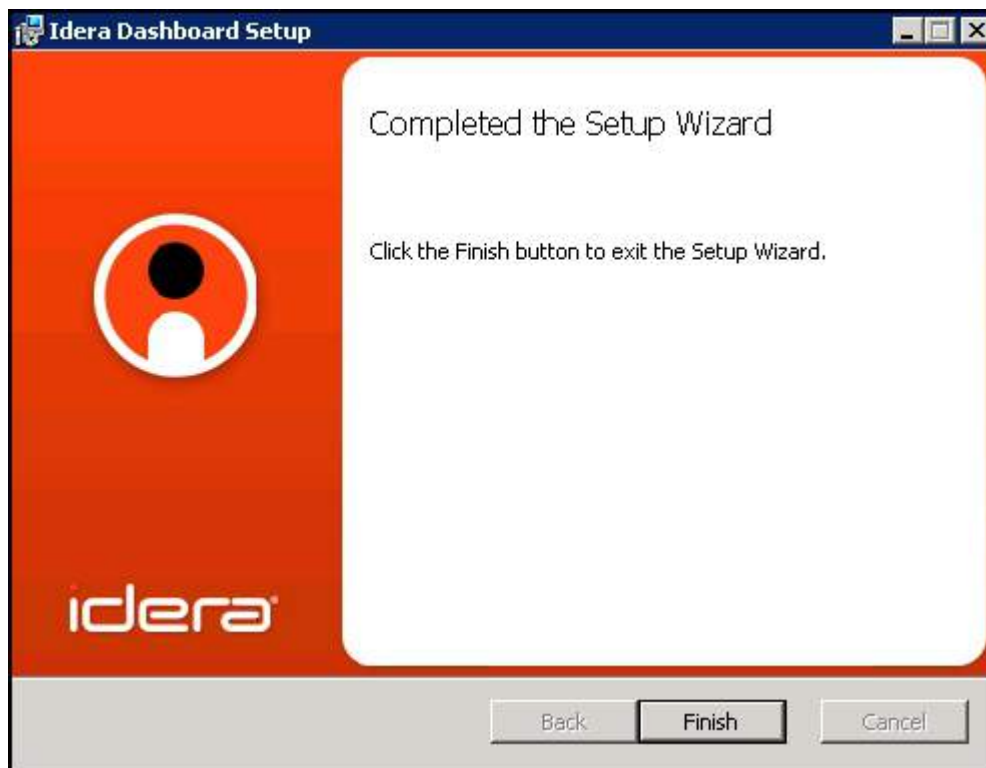 Idera Dashboard Setup
Completed the Setup Wizard
Click the Finish button to exit the Setup Wizard.
idera
Back
Finish
Cancel